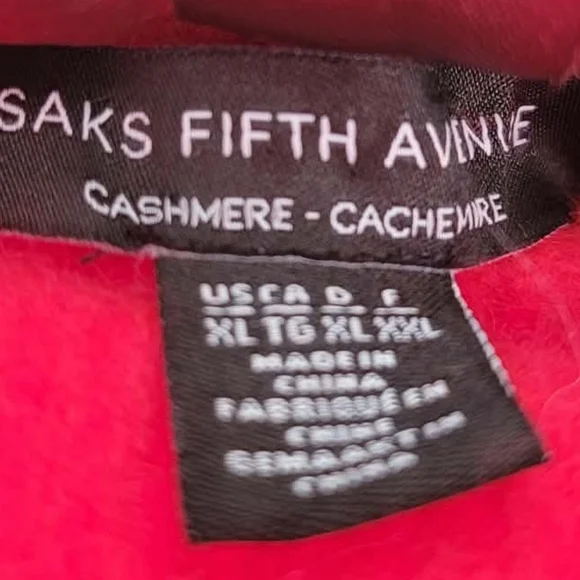 SAKS FIFTH AVENUE
CASHMERE - CACHEMIRE
US CA D F
XL TG XL XXL
MADE IN
CHINA
FABRIQUÉ EN
CHINE
GEMAAKT IN
CHINA